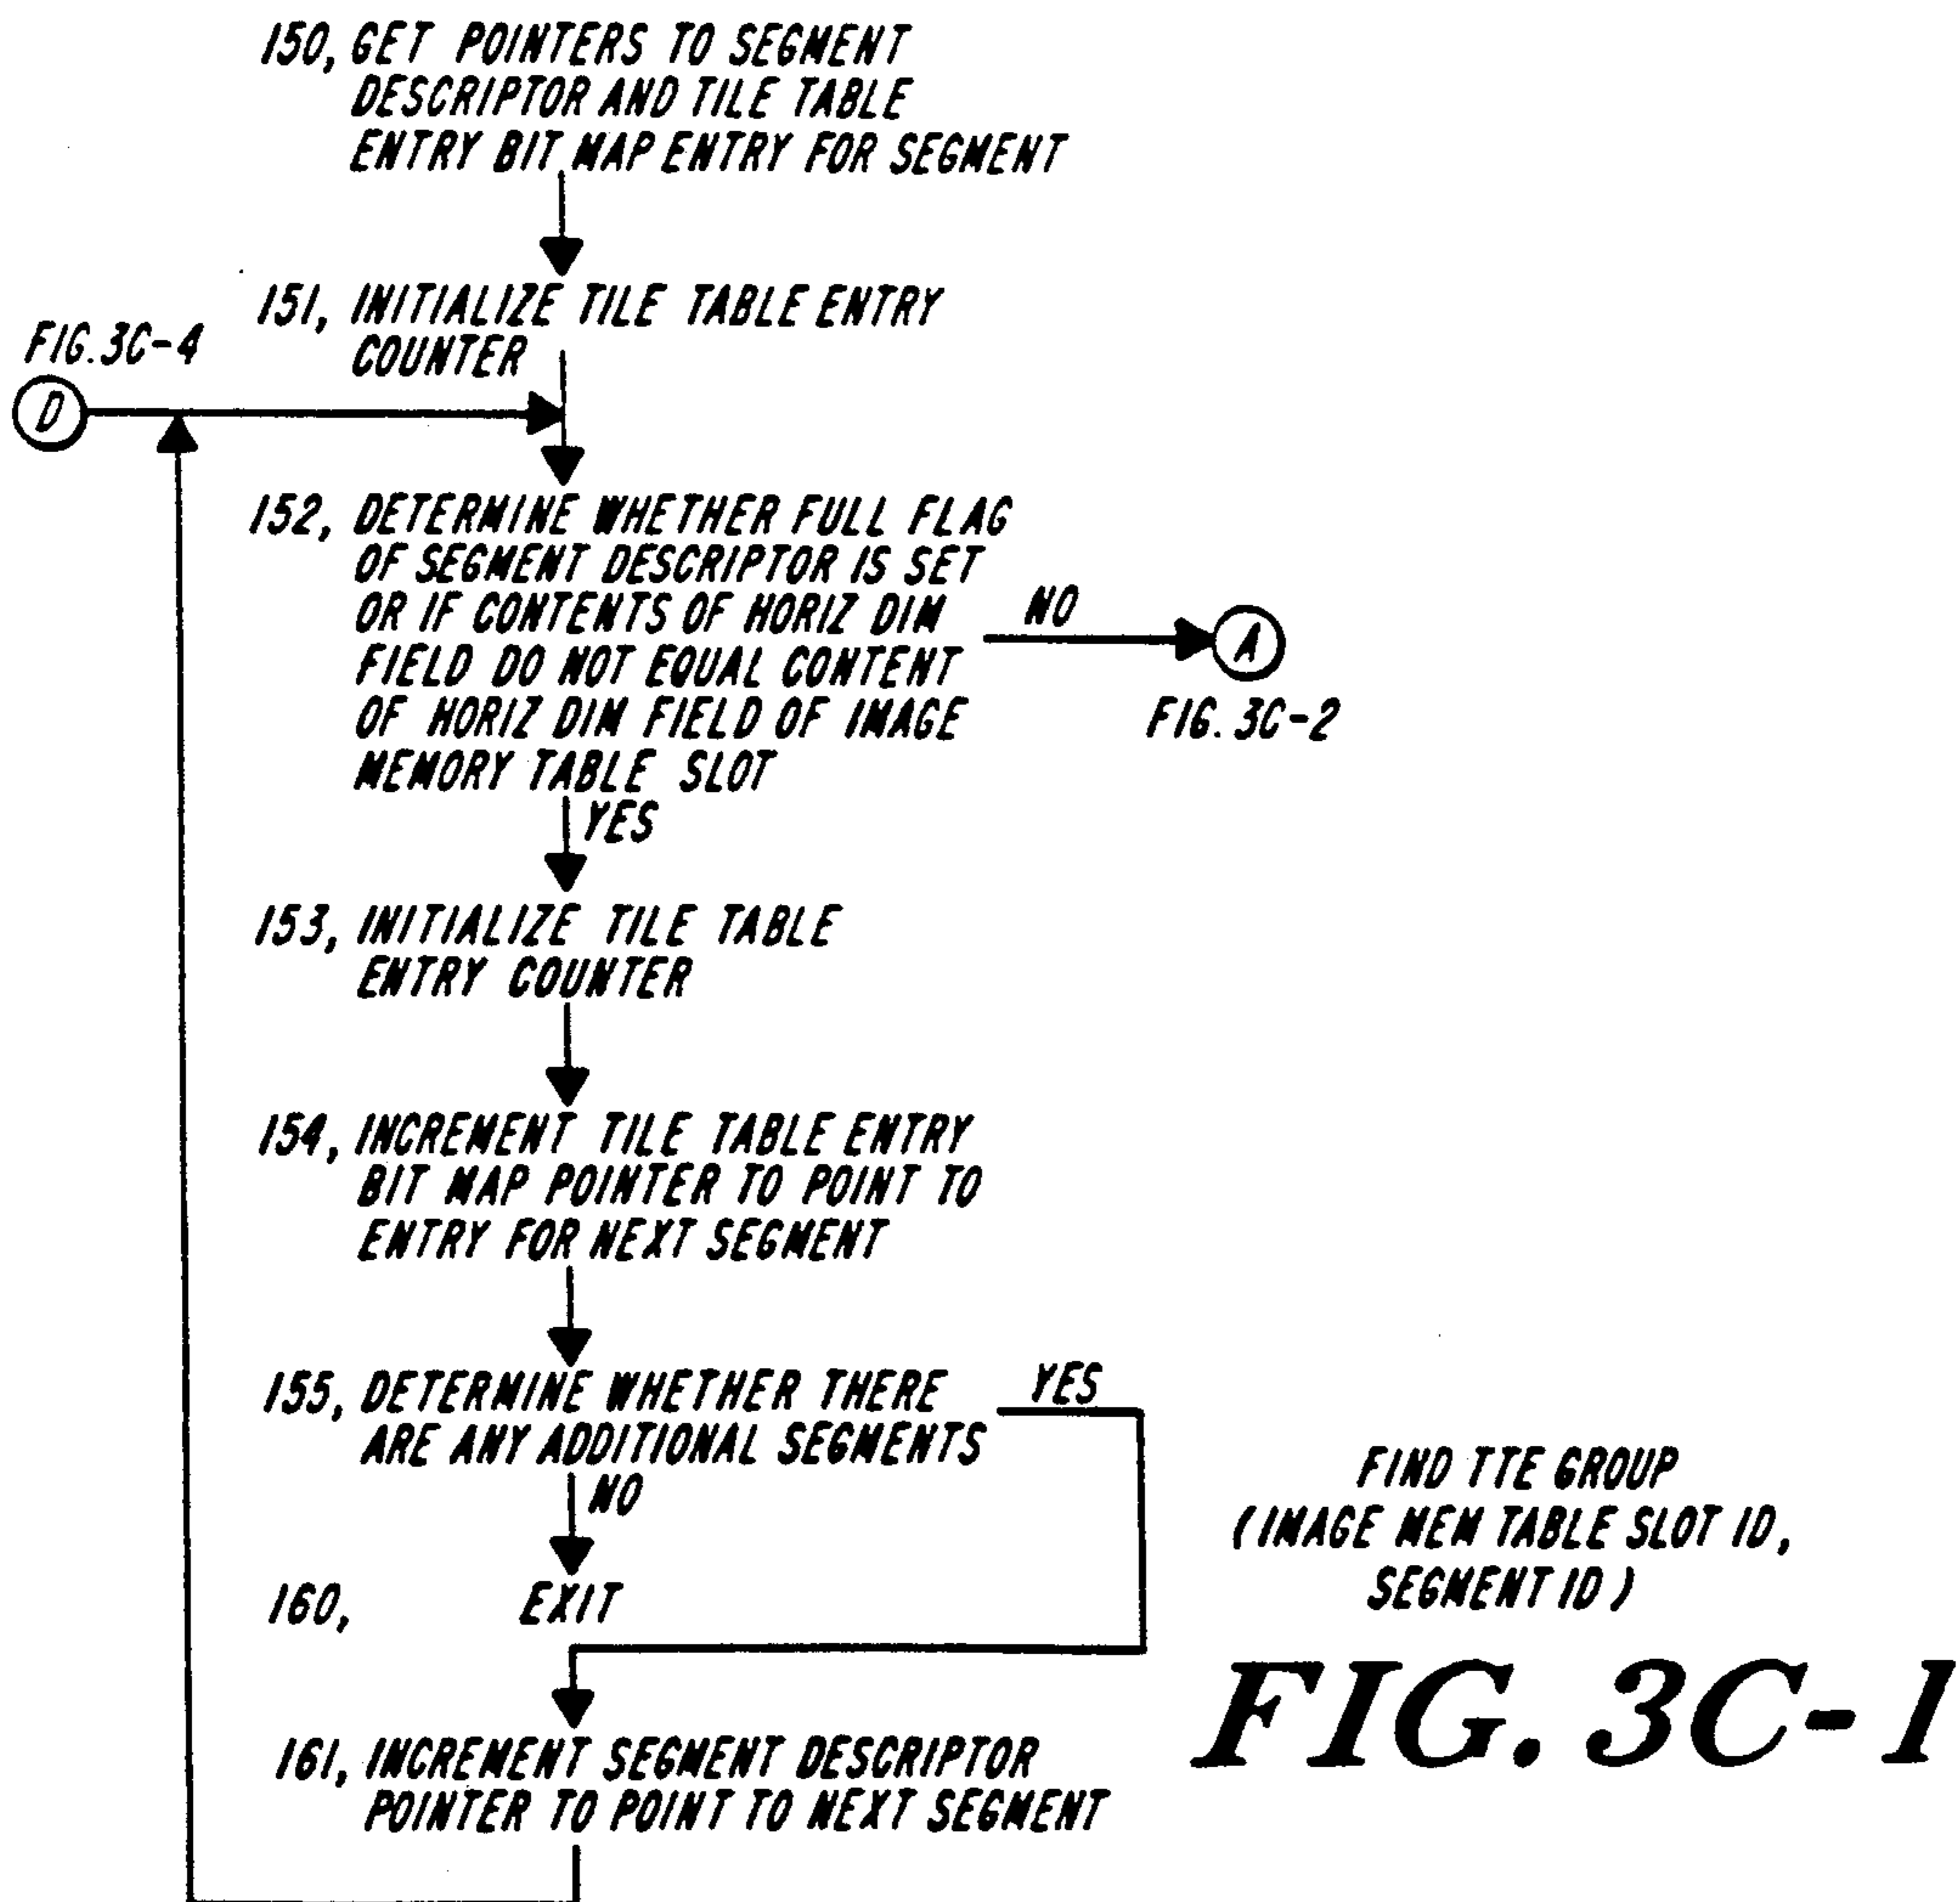 150, GET POINTERS TO SEGMENT
DESCRIPTOR AND TILE TABLE
ENTRY BIT MAP ENTRY FOR SEGMENT
151, INITIALIZE TILE TABLE ENTRY
COUNTER
FIG. 3C-4
D
152, DETERMINE WHETHER FULL FLAG
OF SEGMENT DESCRIPTOR IS SET
OR IF CONTENTS OF HORIZ DIM
FIELD DO NOT EQUAL CONTENT
OF HORIZ DIM FIELD OF IMAGE
MEMORY TABLE SLOT
NO
A
FIG. 3C-2
YES
153, INITIALIZE TILE TABLE
ENTRY COUNTER
154, INCREMENT TILE TABLE ENTRY
BIT MAP POINTER TO POINT TO
ENTRY FOR NEXT SEGMENT
155, DETERMINE WHETHER THERE
ARE ANY ADDITIONAL SEGMENTS
YES
NO
160, EXIT
161, INCREMENT SEGMENT DESCRIPTOR
POINTER TO POINT TO NEXT SEGMENT
FIND TTE GROUP
(IMAGE MEM TABLE SLOT ID,
SEGMENT ID)
FIG. 3C-1